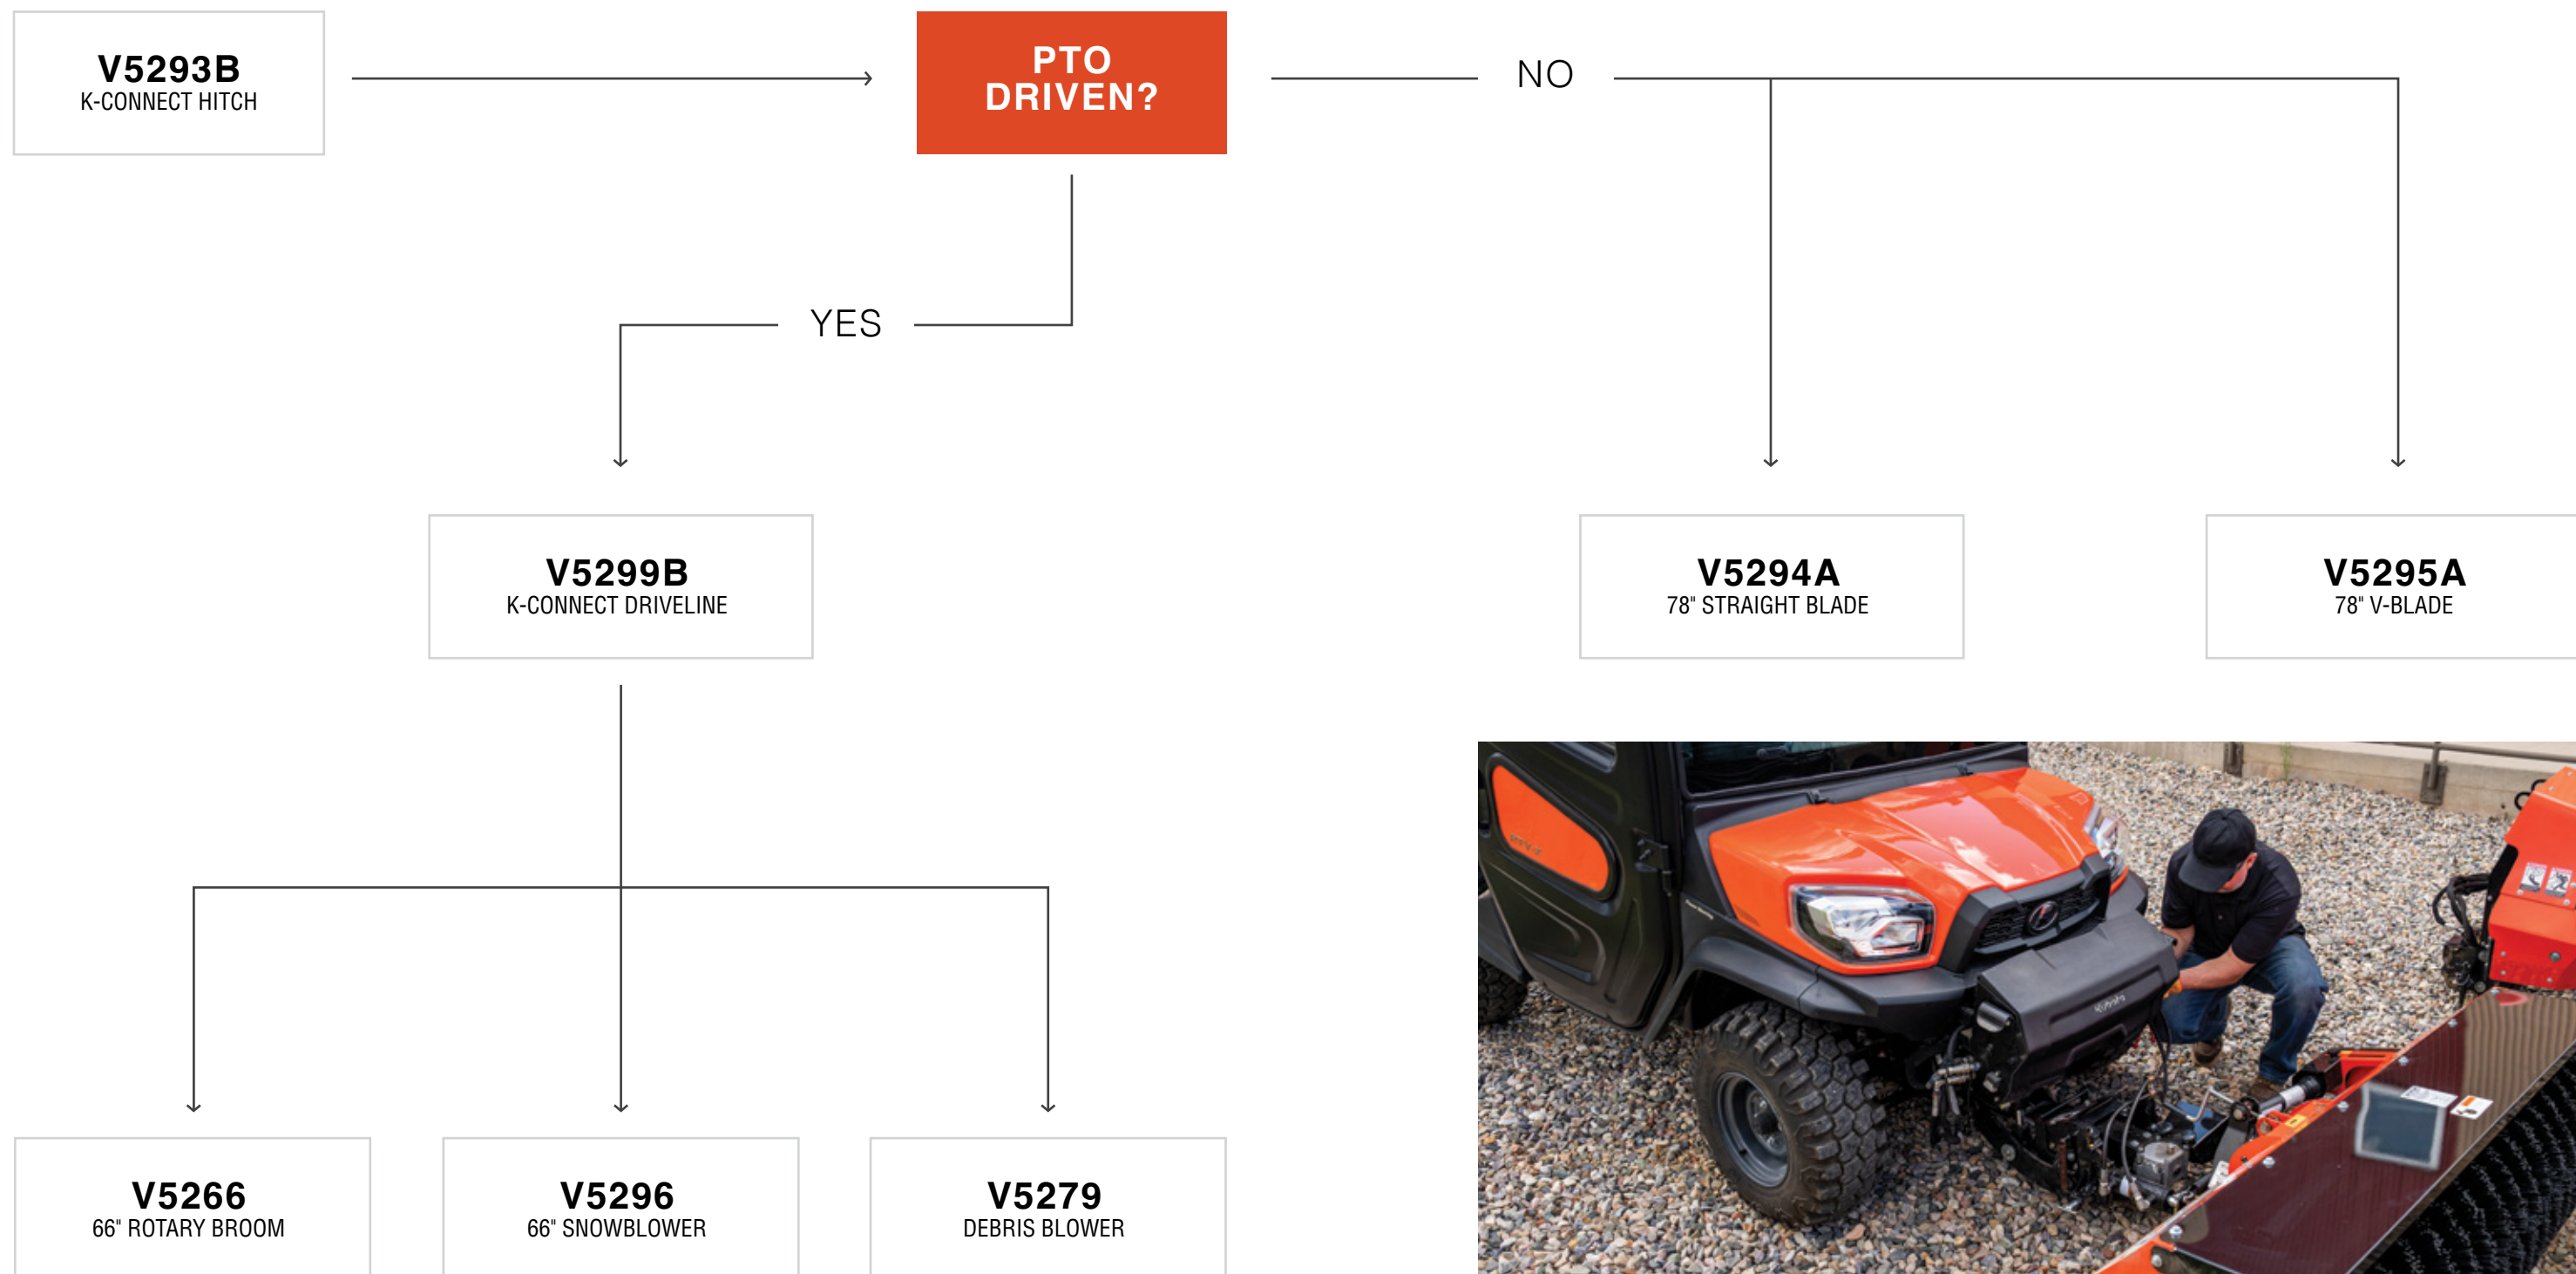 V5293B
K-CONNECT HITCH
PTO
DRIVEN?
NO
YES
V5299B
K-CONNECT DRIVELINE
V5294A
78" STRAIGHT BLADE
V5295A
78" V-BLADE
V5266
66" ROTARY BROOM
V5296
66" SNOWBLOWER
V5279
DEBRIS BLOWER
Kubota